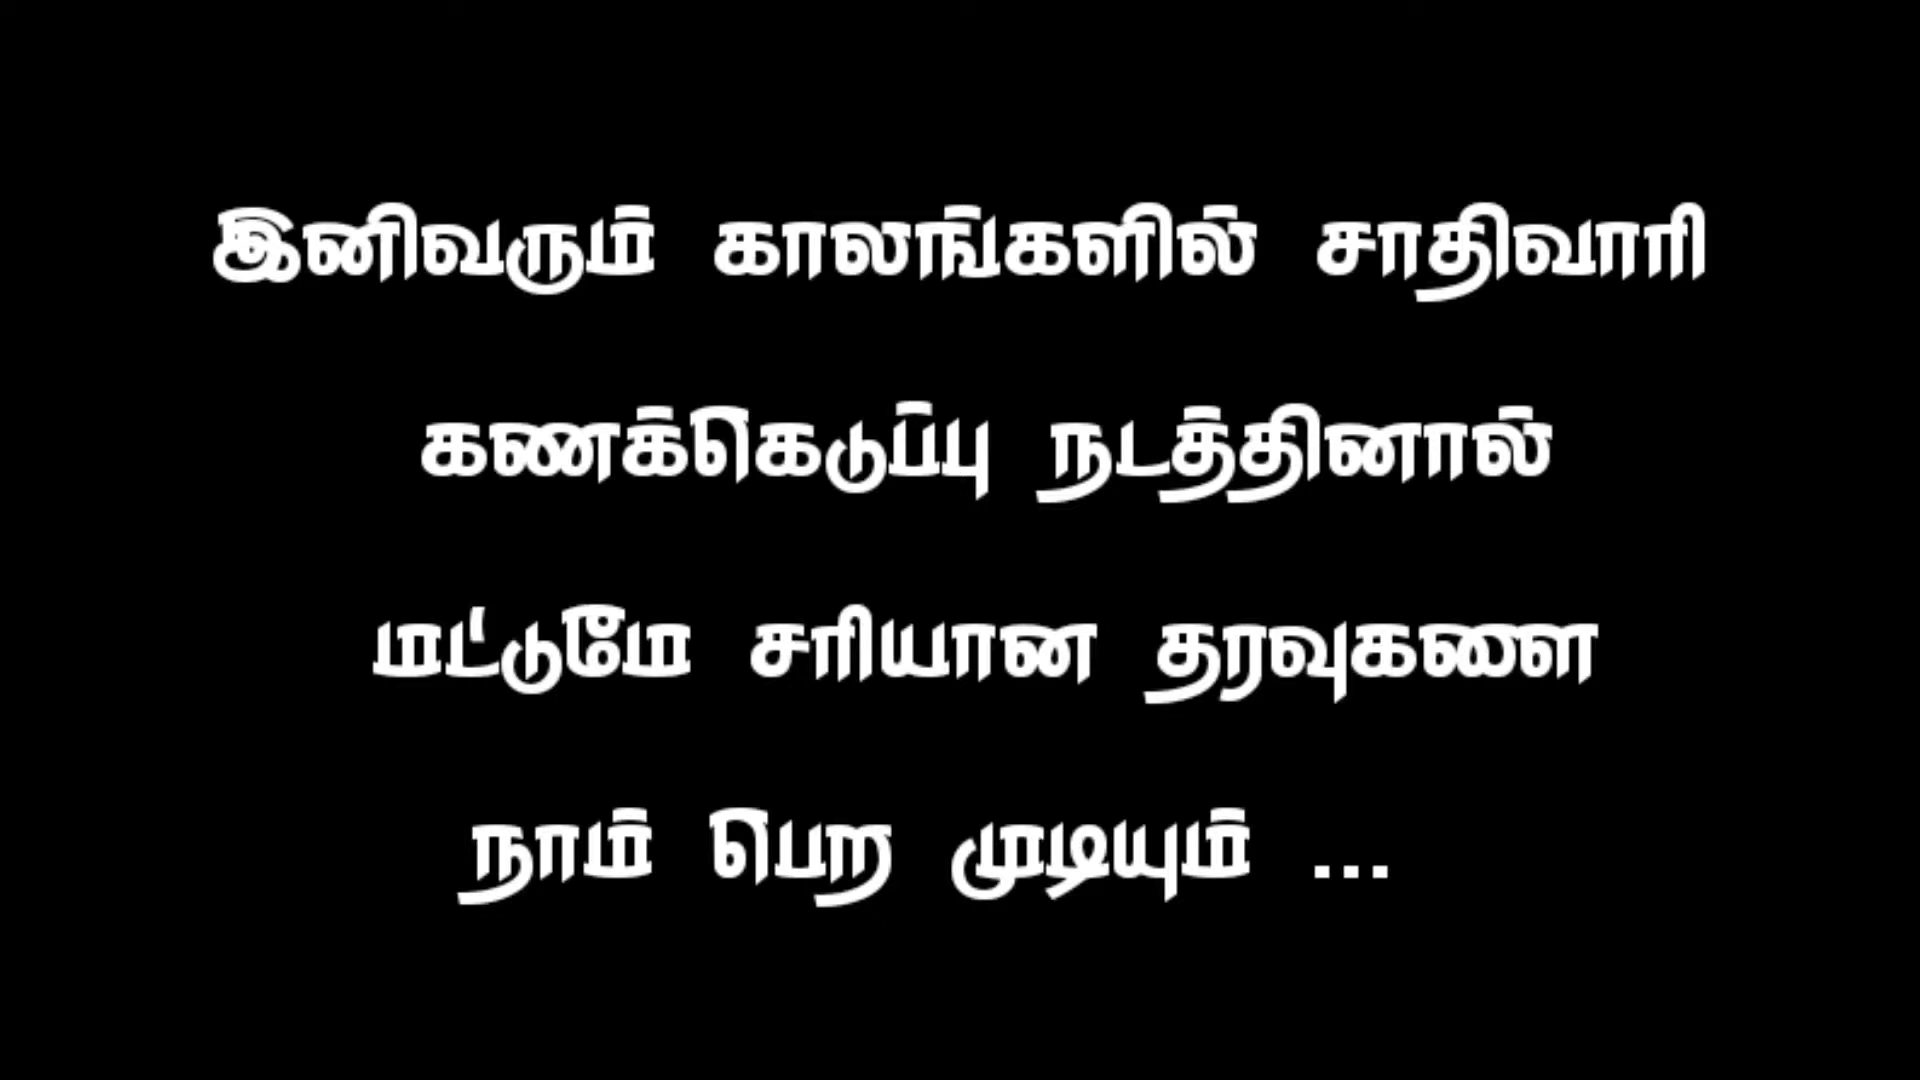 இனிவரும் காலங்களில் சாதிவாரி
கணக்கெடுப்பு நடத்தினால்
மட்டுமே சரியான தரவுகளை
நாம் பெற முடியும் ...